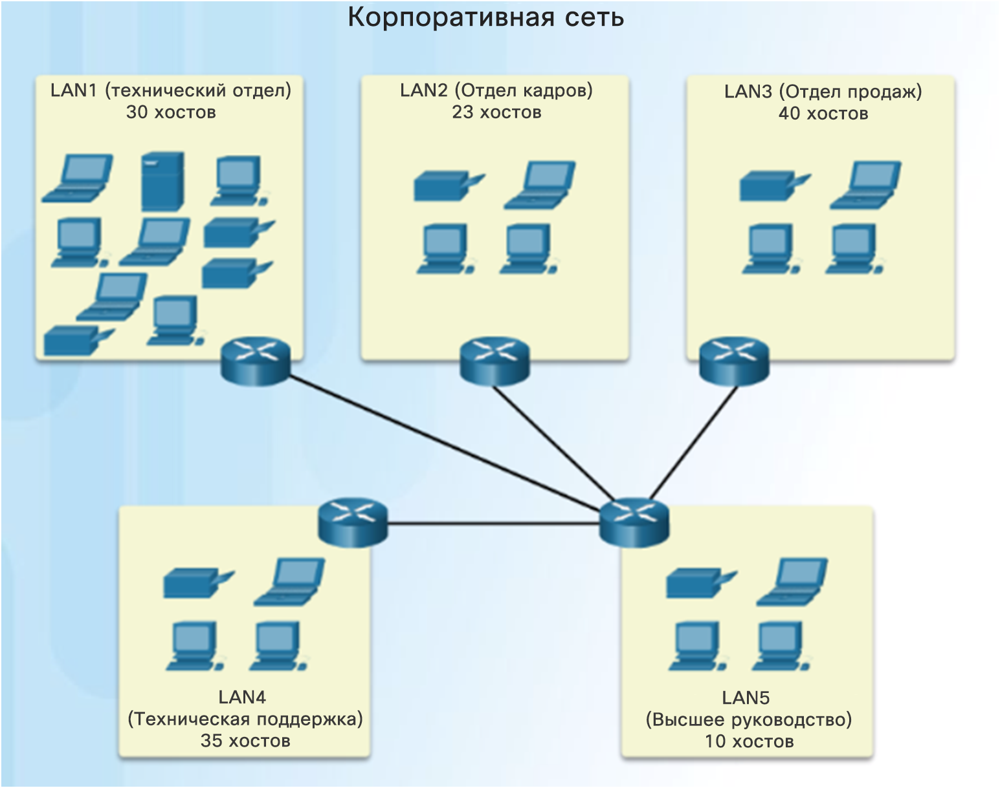 Корпоративная сеть
LAN1 (технический отдел)
30 хостов
LAN2 (Отдел кадров)
23 хостов
LAN3 (Отдел продаж)
40 хостов
LAN4
(Техническая поддержка)
35 хостов
LAN5
(Высшее руководство)
10 хостов